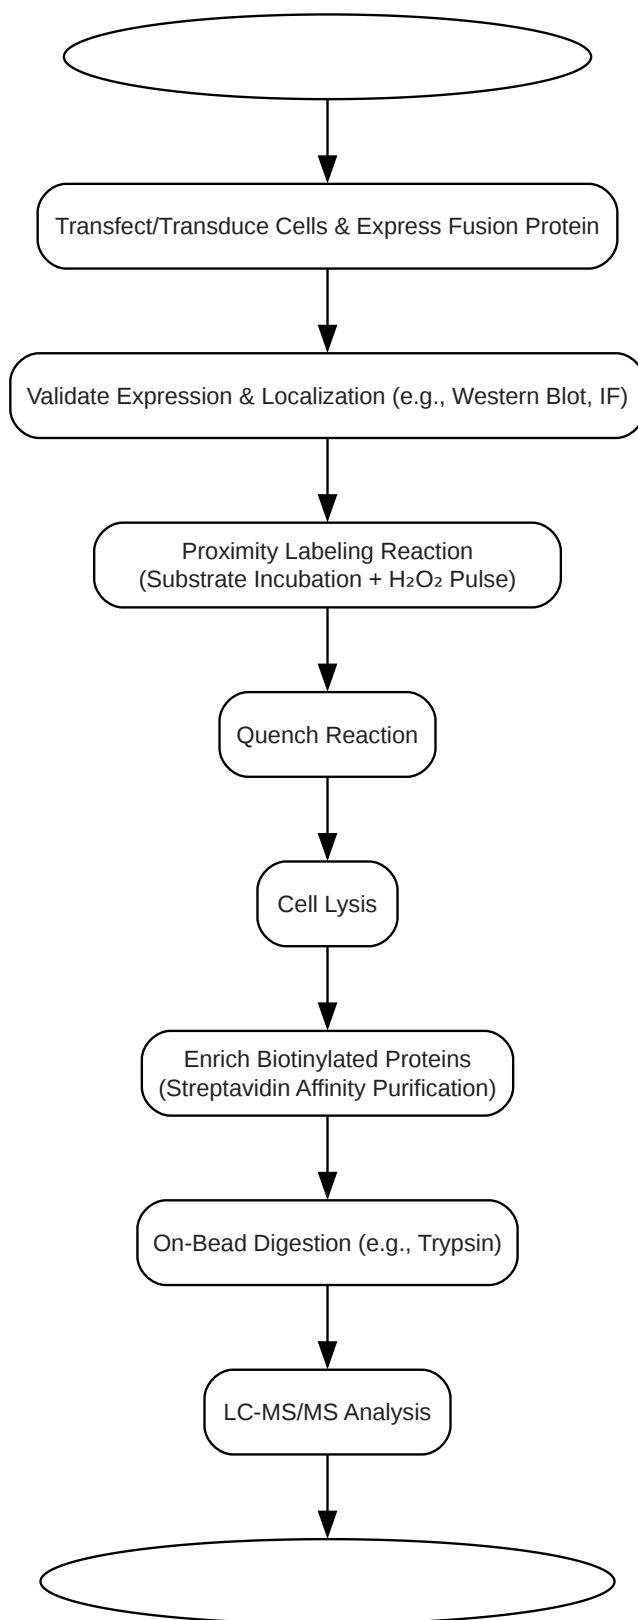 Transfect/Transduce Cells & Express Fusion Protein
Validate Expression & Localization (e.g., Western Blot, IF)
Proximity Labeling Reaction
(Substrate Incubation + H₂O₂ Pulse)
Quench Reaction
Cell Lysis
Enrich Biotinylated Proteins
(Streptavidin Affinity Purification)
On-Bead Digestion (e.g., Trypsin)
LC-MS/MS Analysis